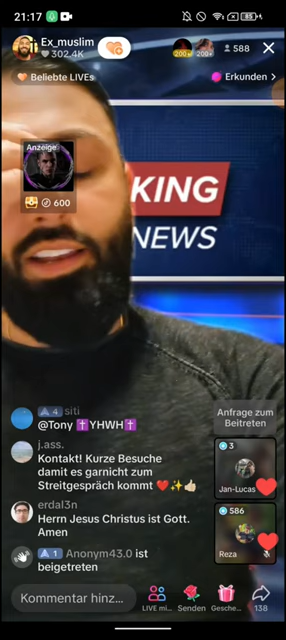 21:17
85
Ex_muslim
302.4K
200+
200+
588
Beliebte LIVEs
Erkunden >
Anzeige
600
KING
NEWS
4 siti
@Tony ✝️YHWH✝️
Anfrage zum
Beitreten
j.ass.
Kontakt! Kurze Besuche
damit es garnicht zum
Streitgespräch kommt ❤️✨👍🏼
3
Jan-Lucas
erdal3n
Herrn Jesus Christus ist Gott.
Amen
586
Reza
1 Anonym43.0 ist
beigetreten
Kommentar hinz...
LIVE mi...
Senden
Gesche...
138